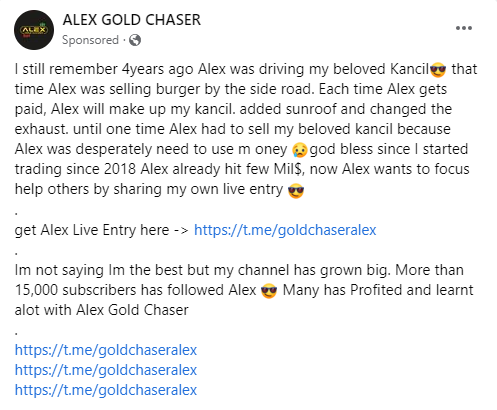 ALEX GOLD CHASER
Sponsored ·
ALEX
I still remember 4years ago Alex was driving my beloved Kancil😎 that
time Alex was selling burger by the side road. Each time Alex gets
paid, Alex will make up my kancil. added sunroof and changed the
exhaust. until one time Alex had to sell my beloved kancil because
Alex was desperately need to use m oney 😢god bless since I started
trading since 2018 Alex already hit few Mil$, now Alex wants to focus
help others by sharing my own live entry 😎
.
get Alex Live Entry here -> https://t.me/goldchaseralex
.
Im not saying Im the best but my channel has grown big. More than
15,000 subscribers has followed Alex 😎 Many has Profited and learnt
alot with Alex Gold Chaser
.
https://t.me/goldchaseralex
https://t.me/goldchaseralex
https://t.me/goldchaseralex